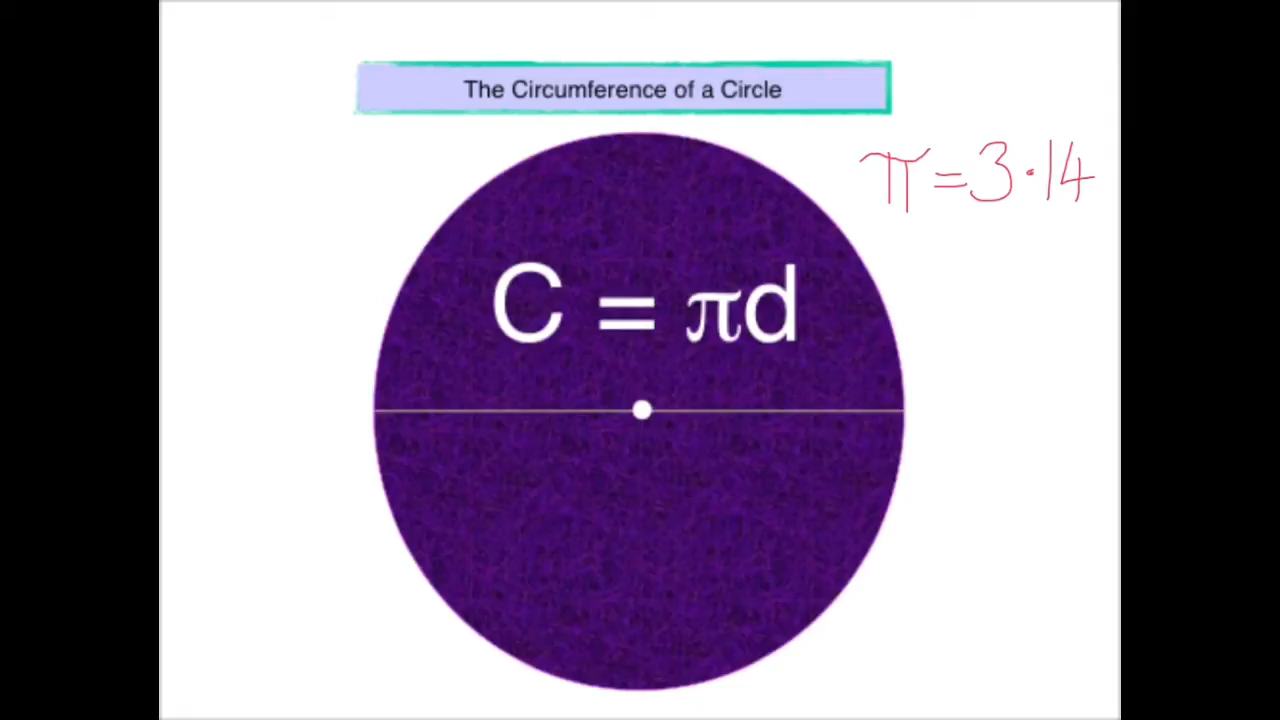 The Circumference of a Circle
π=3·14
C = πd